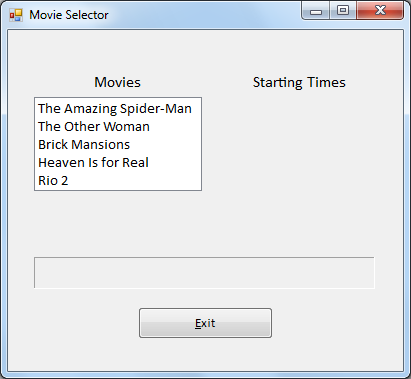 Movie Selector
Movies
Starting Times
The Amazing Spider-Man
The Other Woman
Brick Mansions
Heaven Is for Real
Rio 2
Exit